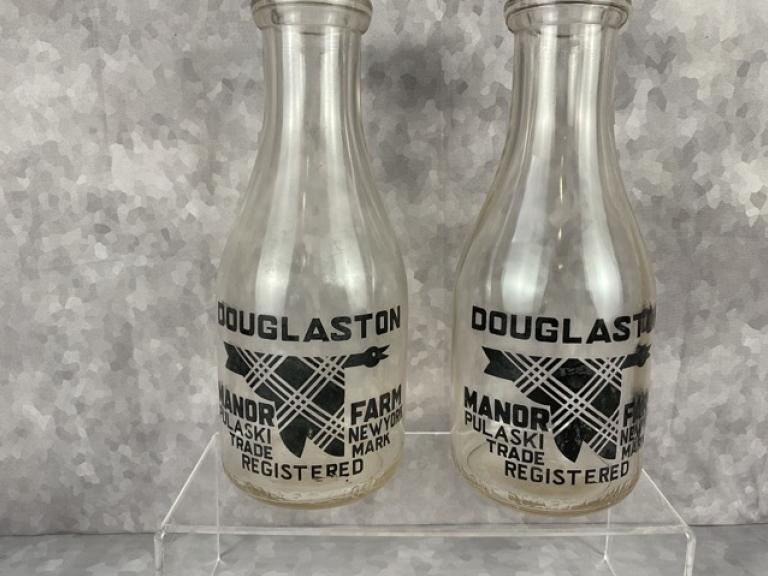 DOUGLASTON
MANOR FARM
PULASKI NEW YORK
TRADE MARK
REGISTERED
DOUGLASTON
MANOR
PULASKI
TRADE
REGISTERED